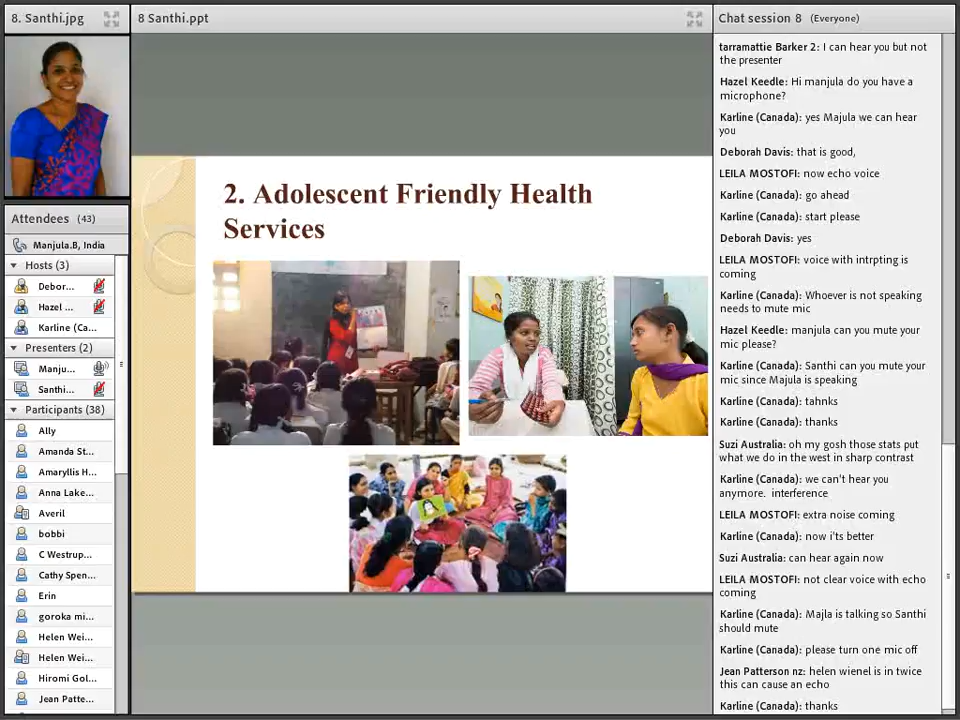 8. Santhi.jpg
8 Santhi.ppt
Chat session 8 (Everyone)
Attendees (43)
Manjula.B, India
Hosts (3)
Debor...
Hazel ...
Karline (Ca...
Presenters (2)
Manju...
Santhi...
Participants (38)
Ally
Amanda St...
Amaryllis H...
Anna Lake...
Averil
bobbi
C Westrup...
Cathy Spen...
Erin
goroka mi...
Helen Wei...
Helen Wei...
Hiromi Gol...
Jean Patte...
2. Adolescent Friendly Health
Services
tarramattie Barker 2: I can hear you but not
the presenter
Hazel Keedle: Hi manjula do you have a
microphone?
Karline (Canada): yes Majula we can hear
you
Deborah Davis: that is good,
LEILA MOSTOFI: now echo voice
Karline (Canada): go ahead
Karline (Canada): start please
Deborah Davis: yes
LEILA MOSTOFI: voice with intrpting is
coming
Karline (Canada): Whoever is not speaking
needs to mute mic
Hazel Keedle: manjula can you mute your
mic please?
Karline (Canada): Santhi can you mute your
mic since Majula is speaking
Karline (Canada): tahnks
Karline (Canada): thanks
Suzi Australia: oh my gosh those stats put
what we do in the west in sharp contrast
Karline (Canada): we can't hear you
anymore. interference
LEILA MOSTOFI: extra noise coming
Karline (Canada): now i'ts better
Suzi Australia: can hear again now
LEILA MOSTOFI: not clear voice with echo
coming
Karline (Canada): Majla is talking so Santhi
should mute
Karline (Canada): please turn one mic off
Jean Patterson nz: helen wienel is in twice
this can cause an echo
Karline (Canada): thanks